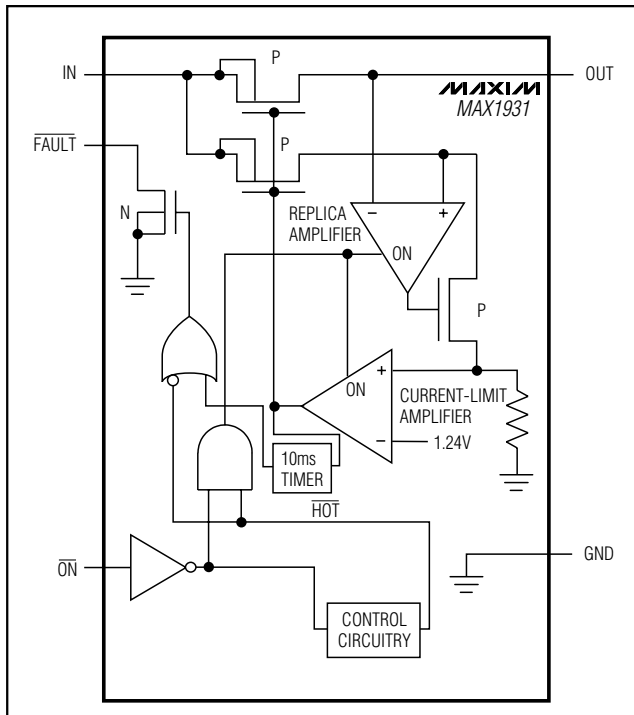 P
IN
OUT
MAXIM
MAX1931
P
FAULT
N
REPLICA
AMPLIFIER
−
+
ON
P
ON
+
CURRENT-LIMIT
AMPLIFIER
−
1.24V
10ms
TIMER
HOT
ON
GND
CONTROL
CIRCUITRY